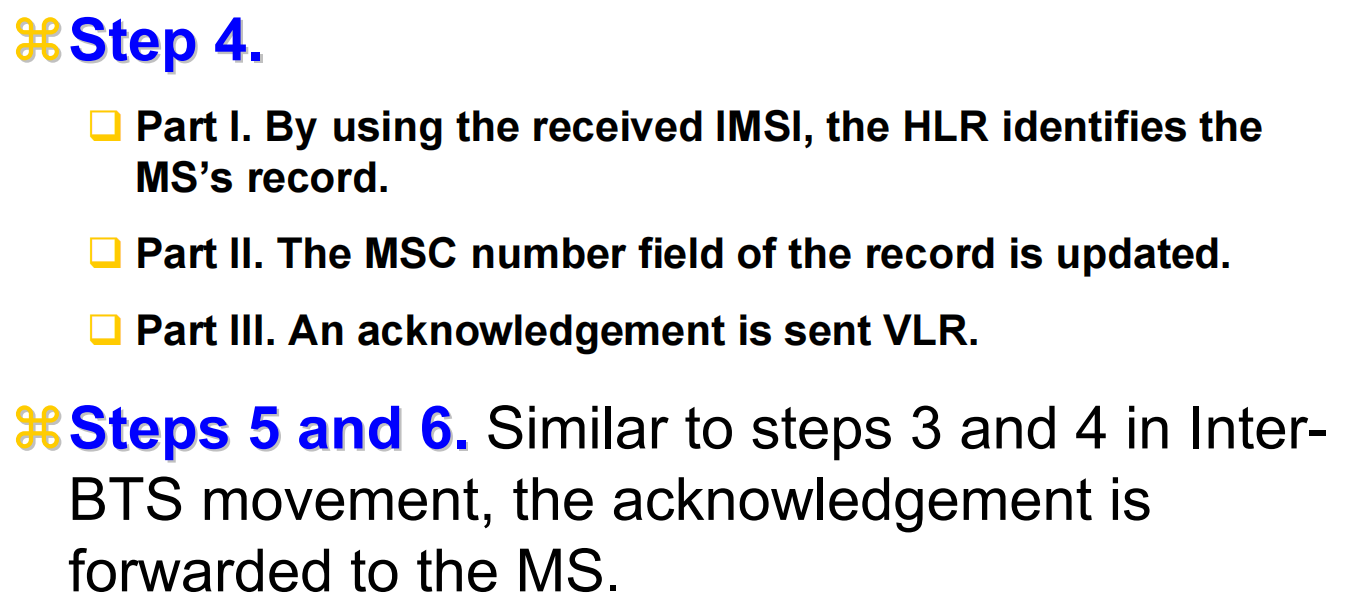 ⌘Step 4.
❑ Part I. By using the received IMSI, the HLR identifies the
MS’s record.
❑ Part II. The MSC number field of the record is updated.
❑ Part III. An acknowledgement is sent VLR.
⌘Steps 5 and 6. Similar to steps 3 and 4 in Inter-
BTS movement, the acknowledgement is
forwarded to the MS.